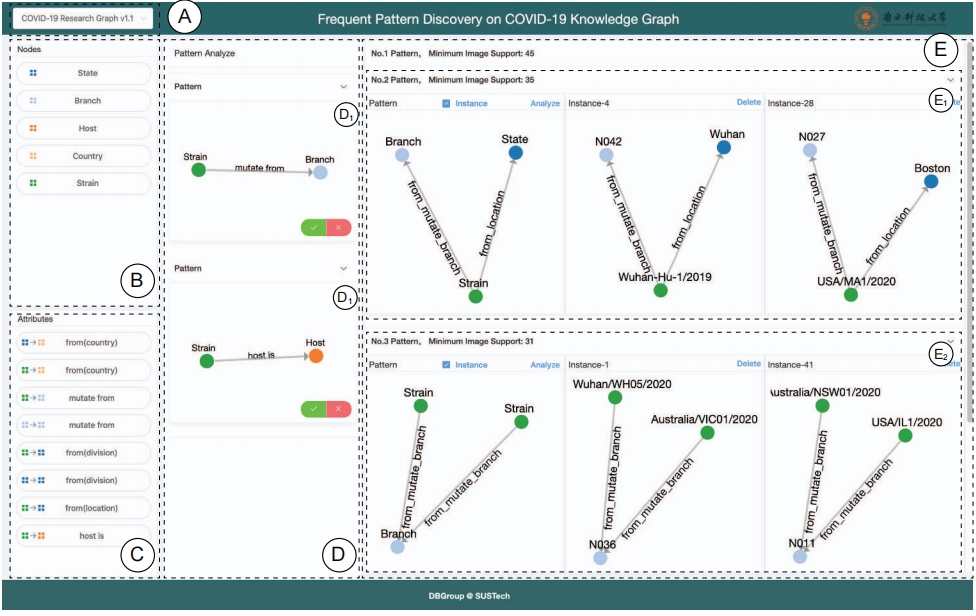 COVID-19 Research Graph v1.1
A
Frequent Pattern Discovery on COVID-19 Knowledge Graph
南方科技大学
Nodes
State
Branch
Host
Country
Strain
B
Attributes
from(country)
from(country)
mutate from
mutate from
from(division)
from(division)
from(location)
host is
C
Pattern Analyze
Pattern
D1
Strain
mutate from
Branch
Pattern
D1
Strain
host is
Host
D
No.1 Pattern, Minimum Image Support: 45
E
No.2 Pattern, Minimum Image Support: 35
E1
Pattern Instance Analyze
Branch
State
from_mutate_branch
from_location
Strain
Instance-4 Delete
N042
Wuhan
from_mutate_branch
from_location
Wuhan-Hu-1/2019
Instance-28
N027
Boston
from_mutate_branch
from_location
USA/MA1/2020
No.3 Pattern, Minimum Image Support: 31
E2
Pattern Instance Analyze
Strain
Strain
from_mutate_branch
from_mutate_branch
Branch
Instance-1 Delete
Wuhan/WH05/2020
Australia/VIC01/2020
from_mutate_branch
from_mutate_branch
N036
Instance-41
ustralia/NSW01/2020
USA/IL1/2020
from_mutate_branch
from_mutate_branch
N011
DBGroup @ SUSTech